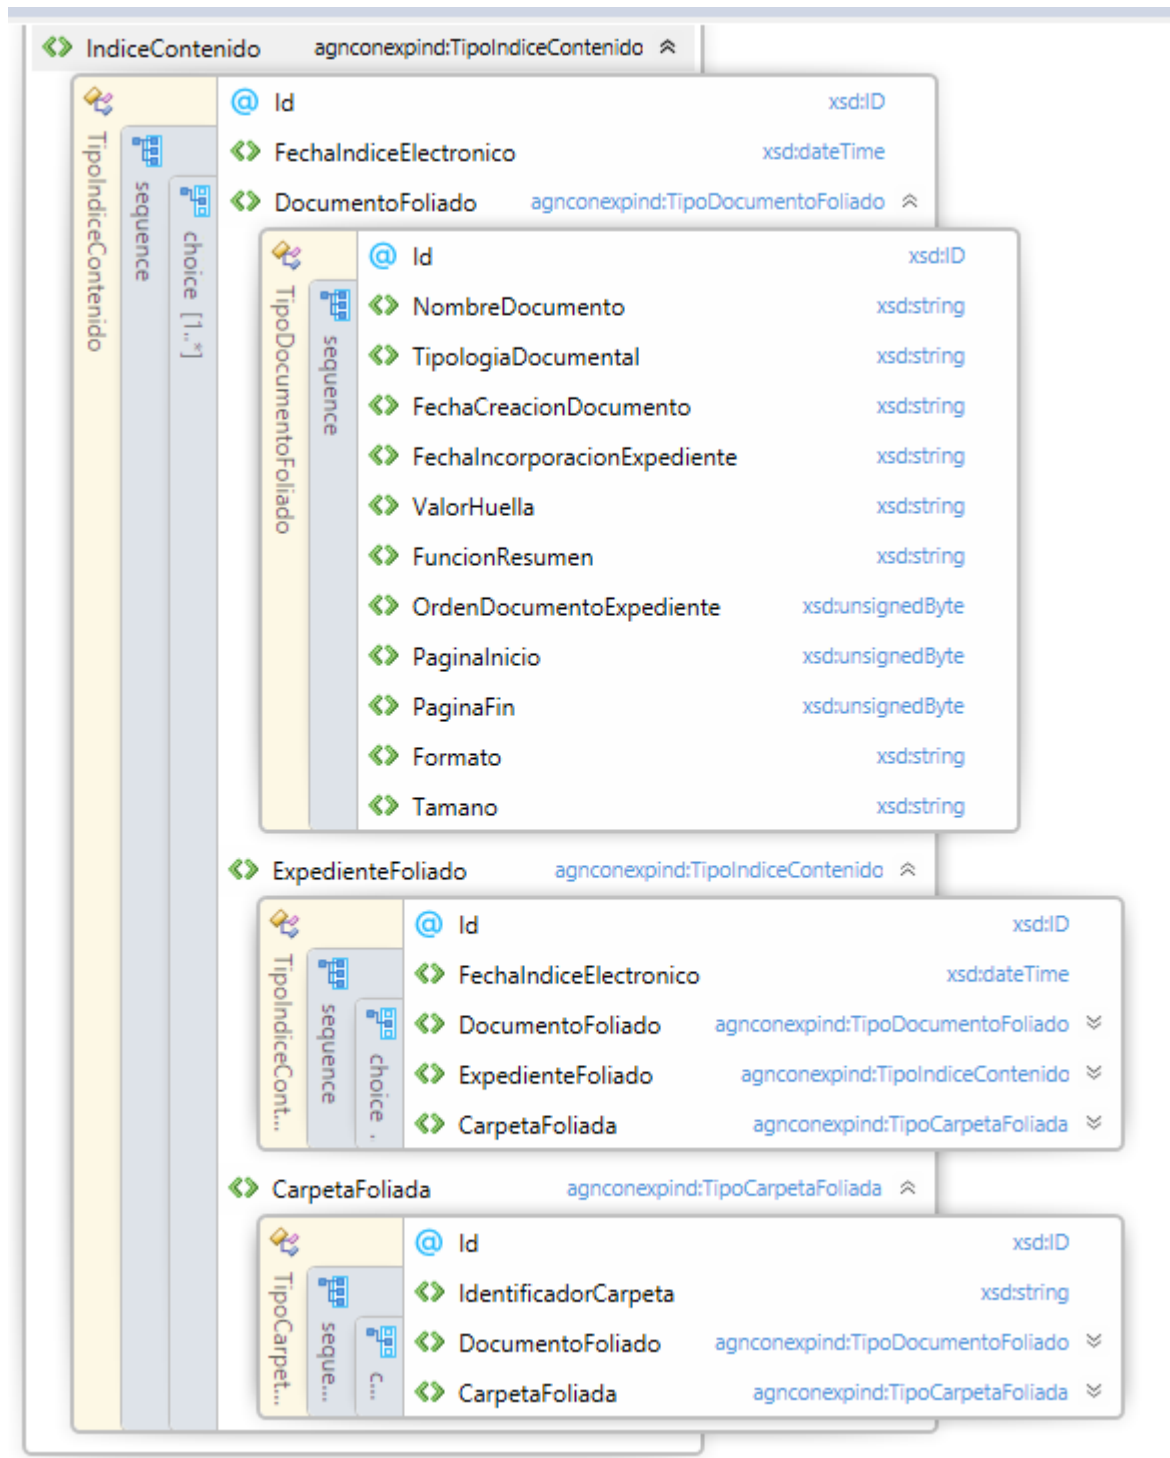 IndiceContenido agnconexpind:TipoIndiceContenido
TipoIndiceContenido
sequence
choice [1..*]
@ Id xsd:ID
FechaIndiceElectronico xsd:dateTime
DocumentoFoliado agnconexpind:TipoDocumentoFoliado
TipoDocumentoFoliado
sequence
@ Id xsd:ID
NombreDocumento xsd:string
TipologiaDocumental xsd:string
FechaCreacionDocumento xsd:string
FechaIncorporacionExpediente xsd:string
ValorHuella xsd:string
FuncionResumen xsd:string
OrdenDocumentoExpediente xsd:unsignedByte
PaginaInicio xsd:unsignedByte
PaginaFin xsd:unsignedByte
Formato xsd:string
Tamano xsd:string
ExpedienteFoliado agnconexpind:TipoIndiceContenido
TipoIndiceCont...
sequence
choice .
@ Id xsd:ID
FechaIndiceElectronico xsd:dateTime
DocumentoFoliado agnconexpind:TipoDocumentoFoliado
ExpedienteFoliado agnconexpind:TipoIndiceContenido
CarpetaFoliada agnconexpind:TipoCarpetaFoliada
CarpetaFoliada agnconexpind:TipoCarpetaFoliada
TipoCarpet...
seque...
c...
@ Id xsd:ID
IdentificadorCarpeta xsd:string
DocumentoFoliado agnconexpind:TipoDocumentoFoliado
CarpetaFoliada agnconexpind:TipoCarpetaFoliada